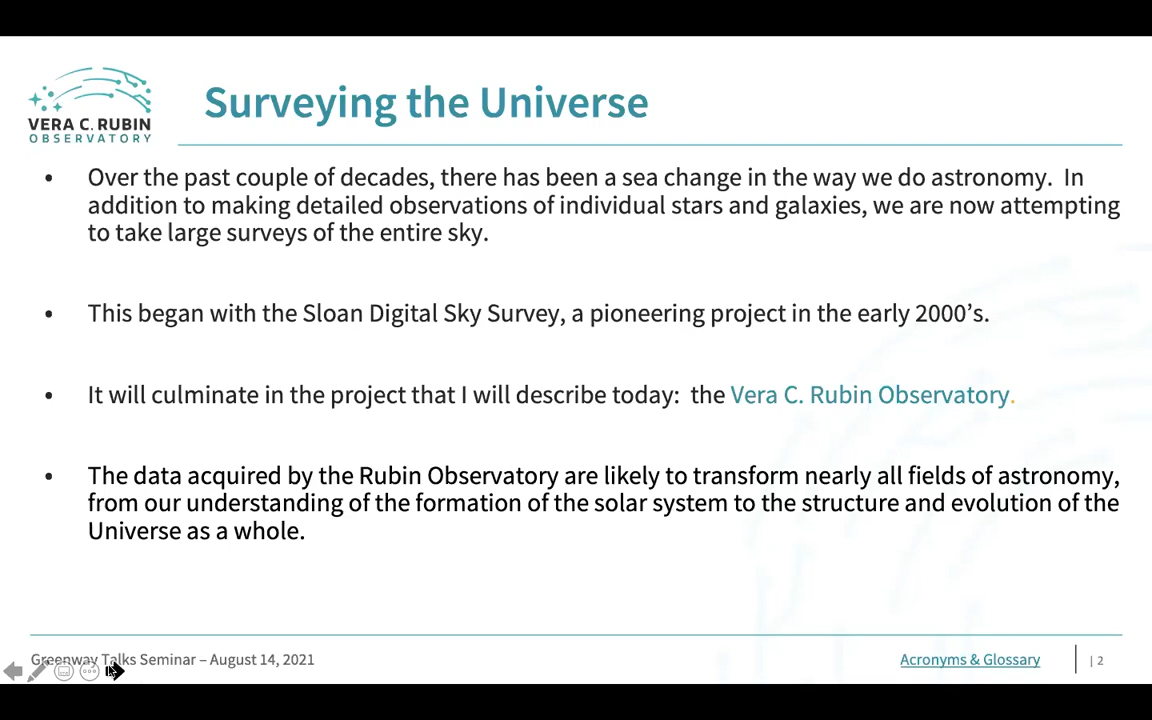 VERA C. RUBIN
OBSERVATORY
Surveying the Universe
• Over the past couple of decades, there has been a sea change in the way we do astronomy.  In
addition to making detailed observations of individual stars and galaxies, we are now attempting
to take large surveys of the entire sky.
• This began with the Sloan Digital Sky Survey, a pioneering project in the early 2000’s.
• It will culminate in the project that I will describe today:  the Vera C. Rubin Observatory.
• The data acquired by the Rubin Observatory are likely to transform nearly all fields of astronomy,
from our understanding of the formation of the solar system to the structure and evolution of the
Universe as a whole.
Greenway Talks Seminar – August 14, 2021
Acronyms & Glossary
| 2